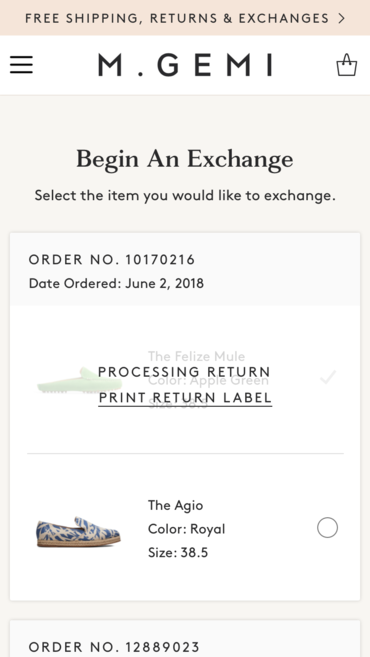 FREE SHIPPING, RETURNS & EXCHANGES
M.GEMI
Begin An Exchange
Select the item you would like to exchange.
ORDER NO. 10170216
Date Ordered: June 2, 2018
The Felize Mule
PROCESSING RETURN
Color: Apple Green
PRINT RETURN LABEL
The Agio
Color: Royal
Size: 38.5
ORDER NO. 12889023